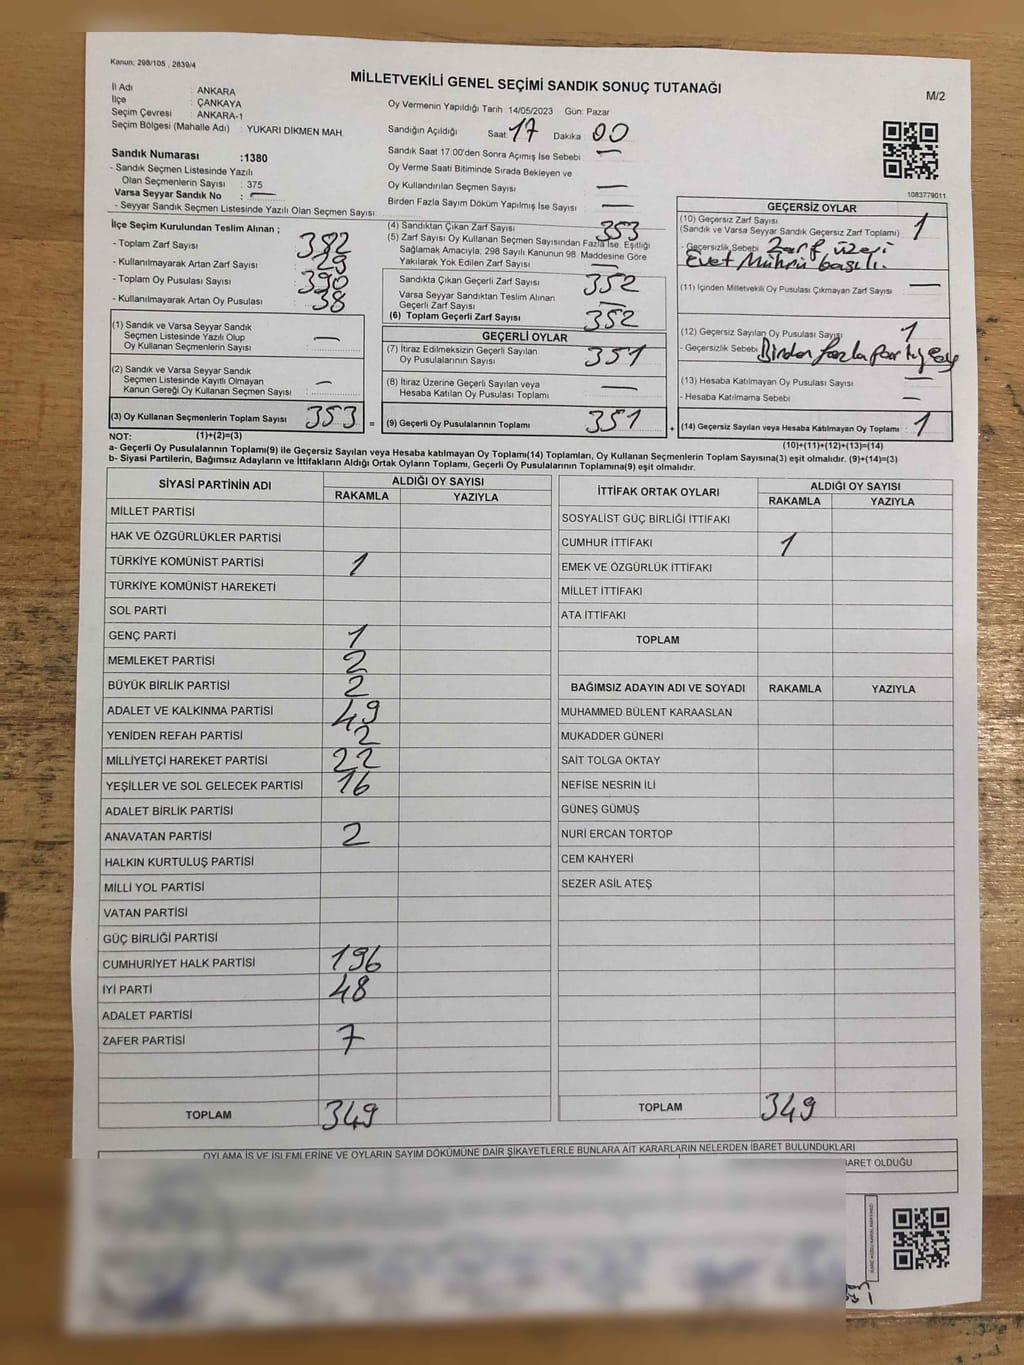 Kanun: 298/105 , 2839/4
MİLLETVEKİLİ GENEL SEÇİMİ SANDIK SONUÇ TUTANAĞI
M/2
İl Adı : ANKARA
İlçe : ÇANKAYA
Seçim Çevresi : ANKARA-1
Seçim Bölgesi (Mahalle Adı) : YUKARI DİKMEN MAH.
Sandık Numarası :1380
- Sandık Seçmen Listesinde Yazılı
Olan Seçmenlerin Sayısı : 375
Varsa Seyyar Sandık No : —
- Seyyar Sandık Seçmen Listesinde Yazılı Olan Seçmen Sayısı:
Oy Vermenin Yapıldığı Tarih :14/05/2023 Gün: Pazar
Sandığın Açıldığı Saat 17 Dakika 00
Sandık Saat 17:00'den Sonra Açımış İse Sebebi : —
Oy Verme Saati Bitiminde Sırada Bekleyen ve
Oy Kullandırılan Seçmen Sayısı : —
Birden Fazla Sayım Döküm Yapılmış İse Sayısı : —
1083779011
İlçe Seçim Kurulundan Teslim Alınan ;
- Toplam Zarf Sayısı : 382
- Kullanılmayarak Artan Zarf Sayısı : 29
- Toplam Oy Pusulası Sayısı : 390
- Kullanılmayarak Artan Oy Pusulası : 38
(1) Sandık ve Varsa Seyyar Sandık
Seçmen Listesinde Yazılı Olup
Oy Kullanan Seçmenlerin Sayısı : —
(2) Sandık ve Varsa Seyyar Sandık
Seçmen Listesinde Kayıtlı Olmayan
Kanun Gereği Oy Kullanan Seçmen Sayısı : —
(3) Oy Kullanan Seçmenlerin Toplam Sayısı : 353 =
(1)+(2)=(3)
(4) Sandıktan Çıkan Zarf Sayısı : 353
(5) Zarf Sayısı Oy Kullanan Seçmen Sayısından Fazla İse, Eşitliği
Sağlamak Amacıyla, 298 Sayılı Kanunun 98. Maddesine Göre
Yakılarak Yok Edilen Zarf Sayısı : —
Sandıkta Çıkan Geçerli Zarf Sayısı : 352
Varsa Seyyar Sandıktan Teslim Alınan
Geçerli Zarf Sayısı : —
(6) Toplam Geçerli Zarf Sayısı : 352
GEÇERLİ OYLAR
(7) İtiraz Edilmeksizin Geçerli Sayılan
Oy Pusulalarının Sayısı : 351
(8) İtiraz Üzerine Geçerli Sayılan veya
Hesaba Katılan Oy Pusulası Toplamı : —
(9) Geçerli Oy Pusulalarının Toplamı : 351 +
GEÇERSİZ OYLAR
(10) Geçersiz Zarf Sayısı : 1
(Sandık ve Varsa Seyyar Sandık Geçersiz Zarf Toplamı)
- Geçersizlik Sebebi : Zarf üzeri
Evet Mührü basılı.
(11) İçinden Milletvekili Oy Pusulası Çıkmayan Zarf Sayısı : —
(12) Geçersiz Sayılan Oy Pusulası Sayısı : 1
- Geçersizlik Sebebi : Birden fazla partiye oy
(13) Hesaba Katılmayan Oy Pusulası Sayısı : —
- Hesaba Katılmama Sebebi : —
(14) Geçersiz Sayılan veya Hesaba Katılmayan Oy Toplamı : 1
(10)+(11)+(12)+(13)=(14)
NOT:
a- Geçerli Oy Pusulalarının Toplamı(9) ile Geçersiz Sayılan veya Hesaba katılmayan Oy Toplamı(14) Toplamları, Oy Kullanan Seçmenlerin Toplam Sayısına(3) eşit olmalıdır. (9)+(14)=(3)
b- Siyasi Partilerin, Bağımsız Adayların ve İttifakların Aldığı Ortak Oyların Toplamı, Geçerli Oy Pusulalarının Toplamına(9) eşit olmalıdır.
SİYASİ PARTİNİN ADI ALDIĞI OY SAYISI
RAKAMLA YAZIYLA
MİLLET PARTİSİ
HAK VE ÖZGÜRLÜKLER PARTİSİ
TÜRKİYE KOMÜNİST PARTİSİ 1
TÜRKİYE KOMÜNİST HAREKETİ
SOL PARTİ
GENÇ PARTİ 1
MEMLEKET PARTİSİ 2
BÜYÜK BİRLİK PARTİSİ 2
ADALET VE KALKINMA PARTİSİ 49
YENİDEN REFAH PARTİSİ 2
MİLLİYETÇİ HAREKET PARTİSİ 22
YEŞİLLER VE SOL GELECEK PARTİSİ 16
ADALET BİRLİK PARTİSİ
ANAVATAN PARTİSİ 2
HALKIN KURTULUŞ PARTİSİ
MİLLİ YOL PARTİSİ
VATAN PARTİSİ
GÜÇ BİRLİĞİ PARTİSİ
CUMHURİYET HALK PARTİSİ 196
İYİ PARTİ 48
ADALET PARTİSİ
ZAFER PARTİSİ 7
TOPLAM 349
İTTİFAK ORTAK OYLARI ALDIĞI OY SAYISI
RAKAMLA YAZIYLA
SOSYALİST GÜÇ BİRLİĞİ İTTİFAKI
CUMHUR İTTİFAKI 1
EMEK VE ÖZGÜRLÜK İTTİFAKI
MİLLET İTTİFAKI
ATA İTTİFAKI
TOPLAM
BAĞIMSIZ ADAYIN ADI VE SOYADI RAKAMLA YAZIYLA
MUHAMMED BÜLENT KARAASLAN
MUKADDER GÜNERİ
SAİT TOLGA OKTAY
NEFİSE NESRİN İLİ
GÜNEŞ GÜMÜŞ
NURİ ERCAN TORTOP
CEM KAHYERİ
SEZER ASİL ATEŞ
TOPLAM 349
OYLAMA İŞ VE İŞLEMLERİNE VE OYLARIN SAYIM DÖKÜMÜNE DAİR ŞİKAYETLERLE BUNLARA AİT KARARLARIN NELERDEN İBARET BULUNDUKLARI
BARET OLDUĞU